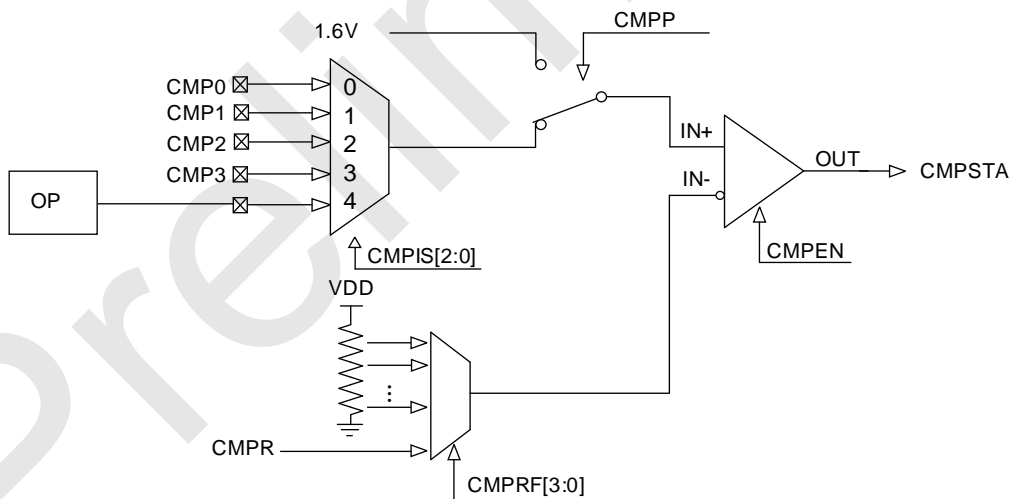 CMPP
1.6V
CMP0
0
CMP1
1
CMP2
2
IN+
OUT
CMPSTA
CMP3
3
IN-
OP
4
CMPIS[2:0]
CMPEN
VDD
...
CMPR
CMPRF[3:0]
Prelim